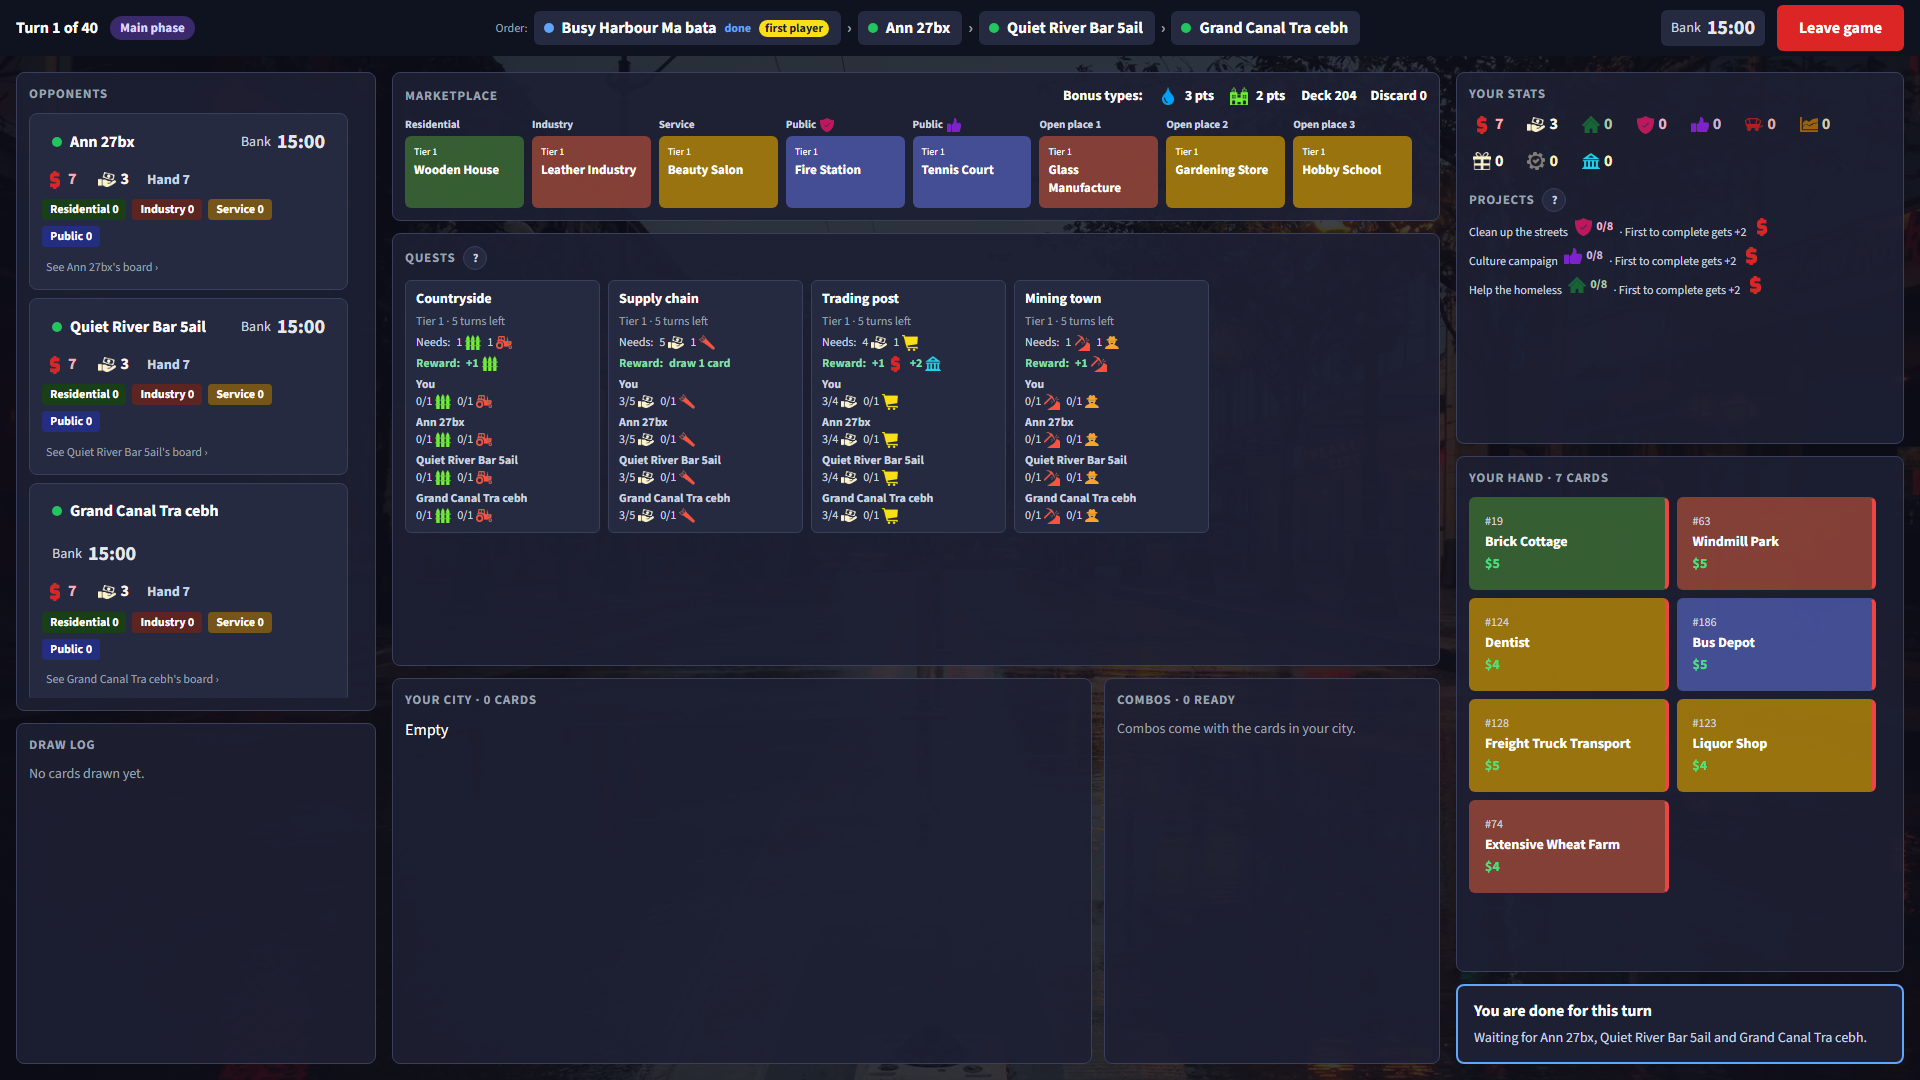 Turn 1 of 40 Main phase
Order: Busy Harbour Ma bata done first player › Ann 27bx › Quiet River Bar 5ail › Grand Canal Tra cebh
Bank 15:00
Leave game
OPPONENTS
Ann 27bx Bank 15:00
7 3 Hand 7
Residential 0 Industry 0 Service 0
Public 0
See Ann 27bx's board ›
Quiet River Bar 5ail Bank 15:00
7 3 Hand 7
Residential 0 Industry 0 Service 0
Public 0
See Quiet River Bar 5ail's board ›
Grand Canal Tra cebh
Bank 15:00
7 3 Hand 7
Residential 0 Industry 0 Service 0
Public 0
See Grand Canal Tra cebh's board ›
DRAW LOG
No cards drawn yet.
MARKETPLACE
Bonus types: 3 pts 2 pts Deck 204 Discard 0
Residential
Tier 1
Wooden House
Industry
Tier 1
Leather Industry
Service
Tier 1
Beauty Salon
Public
Tier 1
Fire Station
Public
Tier 1
Tennis Court
Open place 1
Tier 1
Glass
Manufacture
Open place 2
Tier 1
Gardening Store
Open place 3
Tier 1
Hobby School
QUESTS ?
Countryside
Tier 1 · 5 turns left
Needs: 1 1
Reward: +1
You
0/1 0/1
Ann 27bx
0/1 0/1
Quiet River Bar 5ail
0/1 0/1
Grand Canal Tra cebh
0/1 0/1
Supply chain
Tier 1 · 5 turns left
Needs: 5 1
Reward: draw 1 card
You
3/5 0/1
Ann 27bx
3/5 0/1
Quiet River Bar 5ail
3/5 0/1
Grand Canal Tra cebh
3/5 0/1
Trading post
Tier 1 · 5 turns left
Needs: 4 1
Reward: +1 +2
You
3/4 0/1
Ann 27bx
3/4 0/1
Quiet River Bar 5ail
3/4 0/1
Grand Canal Tra cebh
3/4 0/1
Mining town
Tier 1 · 5 turns left
Needs: 1 1
Reward: +1
You
0/1 0/1
Ann 27bx
0/1 0/1
Quiet River Bar 5ail
0/1 0/1
Grand Canal Tra cebh
0/1 0/1
YOUR CITY · 0 CARDS
Empty
COMBOS · 0 READY
Combos come with the cards in your city.
YOUR STATS
7 3 0 0 0 0 0
0 0 0
PROJECTS ?
Clean up the streets 0/8 · First to complete gets +2
Culture campaign 0/8 · First to complete gets +2
Help the homeless 0/8 · First to complete gets +2
YOUR HAND · 7 CARDS
#19
Brick Cottage
$5
#63
Windmill Park
$5
#124
Dentist
$4
#186
Bus Depot
$5
#128
Freight Truck Transport
$5
#123
Liquor Shop
$4
#74
Extensive Wheat Farm
$4
You are done for this turn
Waiting for Ann 27bx, Quiet River Bar 5ail and Grand Canal Tra cebh.